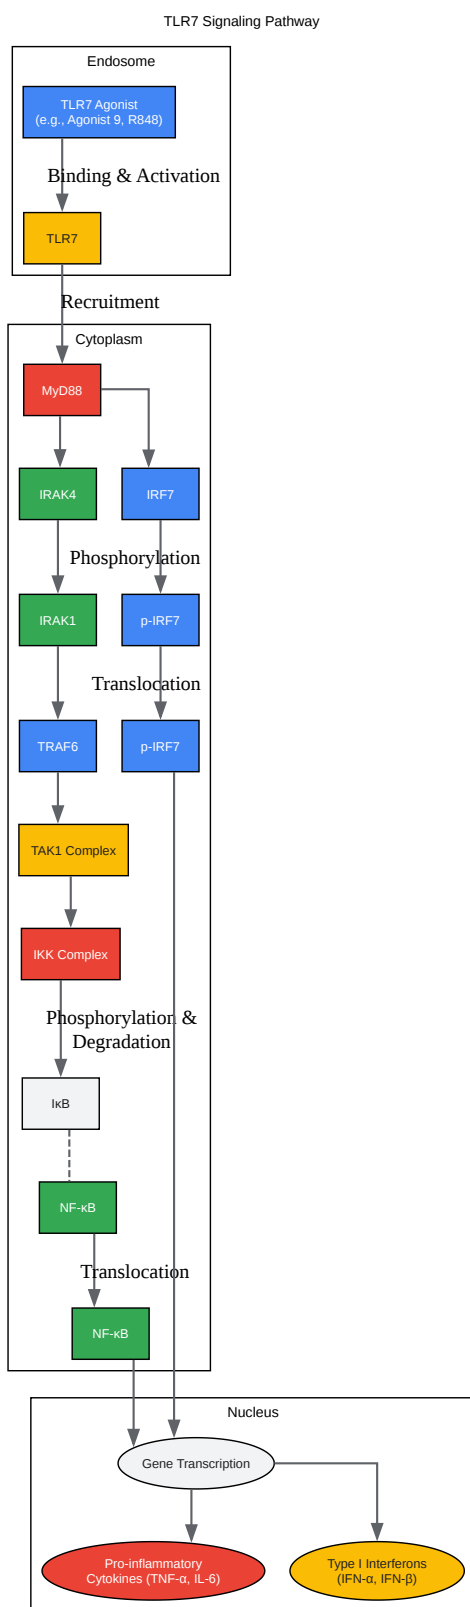 TLR7 Signaling Pathway
Endosome
TLR7 Agonist
(e.g., Agonist 9, R848)
Binding & Activation
TLR7
Recruitment
Cytoplasm
MyD88
IRAK4
IRF7
Phosphorylation
IRAK1
p-IRF7
Translocation
TRAF6
p-IRF7
TAK1 Complex
IKK Complex
Phosphorylation &
Degradation
IκB
NF-κB
Translocation
NF-κB
Nucleus
Gene Transcription
Pro-inflammatory
Cytokines (TNF-α, IL-6)
Type I Interferons
(IFN-α, IFN-β)